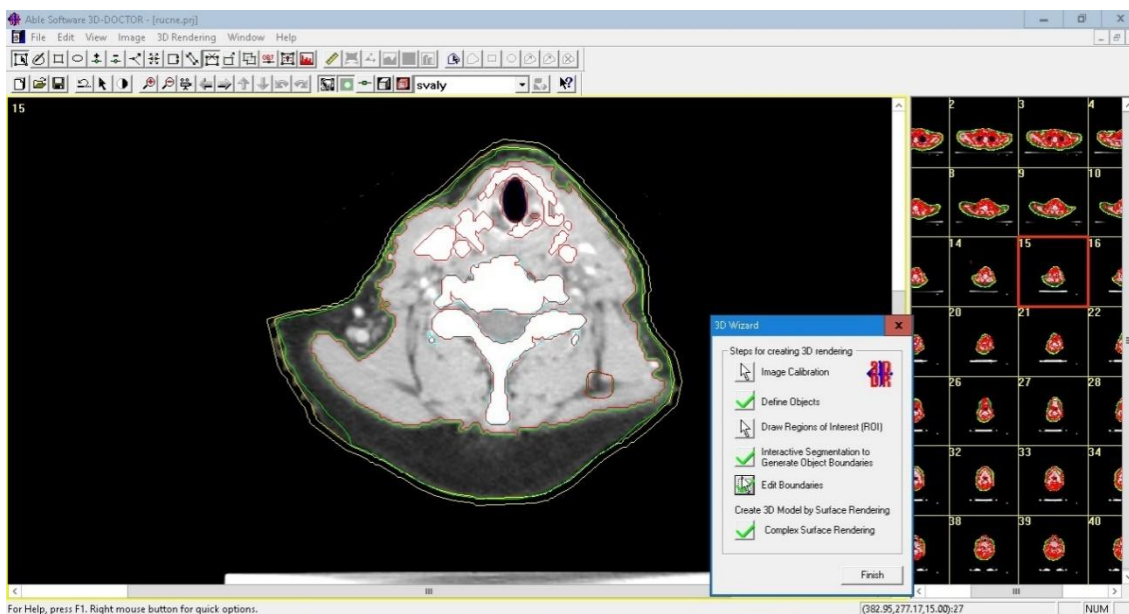 Able Software 3D-DOCTOR - [rucne.prj]
File Edit View Image 3D Rendering Window Help
svaly
15
2 3 4
8 9 10
14 15 16
20 21 22
26 27 28
32 33 34
38 39 40
3D Wizard
Steps for creating 3D rendering
Image Calibration
Define Objects
Draw Regions of Interest (ROI)
Interactive Segmentation to
Generate Object Boundaries
Edit Boundaries
Create 3D Model by Surface Rendering
Complex Surface Rendering
Finish
For Help, press F1. Right mouse button for quick options.
(382.95,277.17,15.00):27
NUM